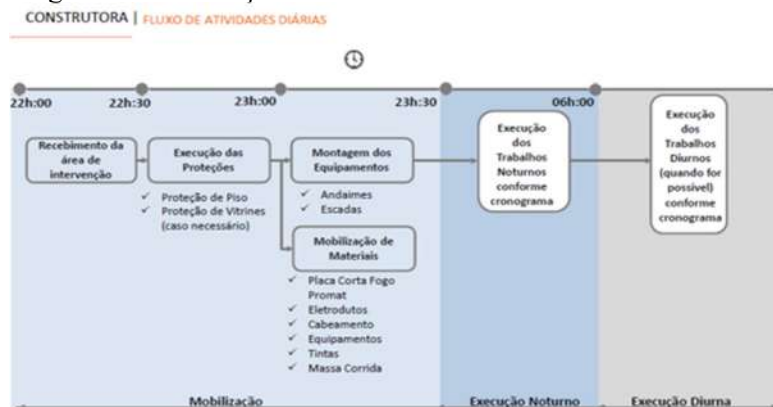 CONSTRUTORA | FLUXO DE ATIVIDADES DIÁRIAS
22h:00 22h:30 23h:00 23h:30 06h:00
Recebimento da
área de
intervenção
Execução das
Proteções
✓ Proteção de Piso
✓ Proteção de Vitrines
(caso necessário)
Montagem dos
Equipamentos
✓ Andaimes
✓ Escadas
Mobilização de
Materiais
✓ Placa Corta Fogo
Promat
✓ Eletrodutos
✓ Cabeamento
✓ Equipamentos
✓ Tintas
✓ Massa Corrida
Execução
dos
Trabalhos
Noturnos
conforme
cronograma
Execução
dos
Trabalhos
Diurnos
(quando for
possível)
conforme
cronograma
Mobilização
Execução Noturno
Execução Diurna